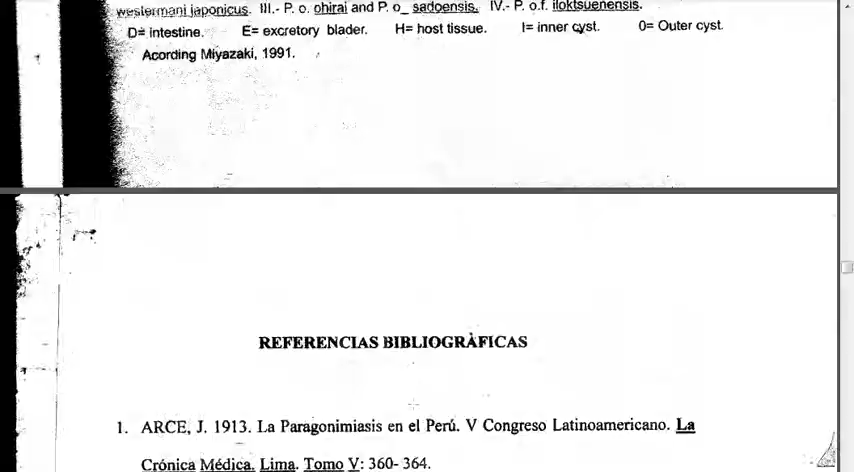 westermani japonicus. III.- P. o. ohirai and P. o_ sadoensis. IV.- P. o.f. iloktsuenensis.
D= intestine. E= excretory blader. H= host tissue. I= inner cyst. 0= Outer cyst.
Acording Miyazaki, 1991.
REFERENCIAS BIBLIOGRÀFICAS
1. ARCE, J. 1913. La Paragonimiasis en el Perú. V Congreso Latinoamericano. La
Crónica Médica. Lima. Tomo V: 360- 364.